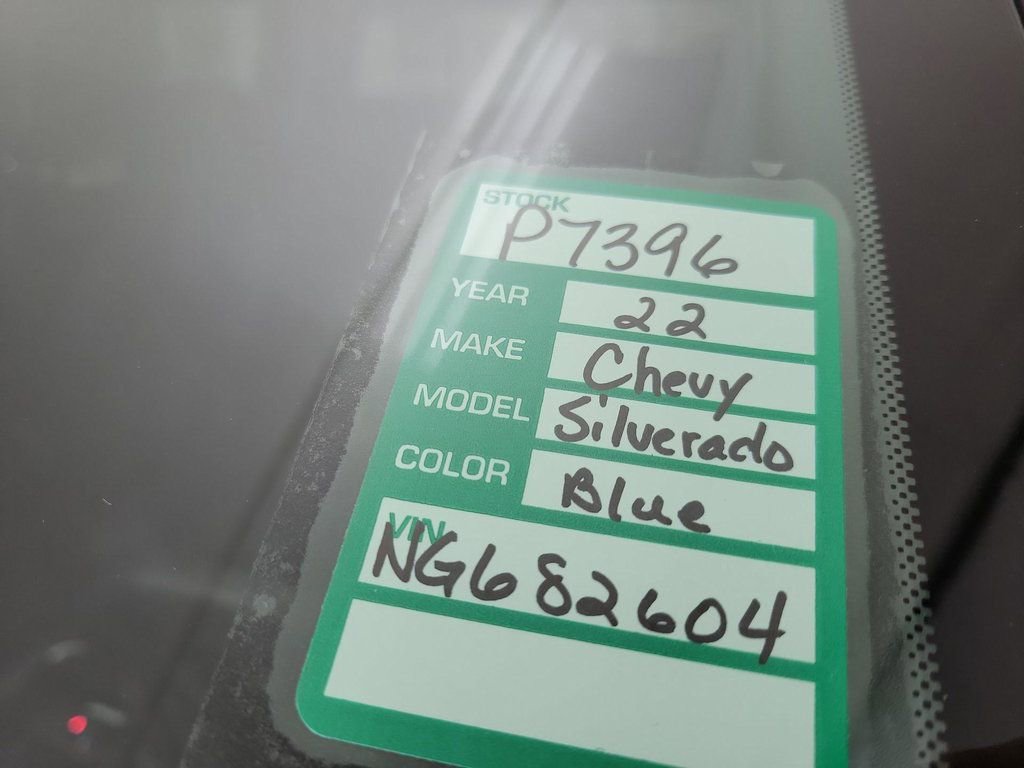 STOCK
P7396
YEAR 22
MAKE Chevy
MODEL Silverado
COLOR Blue
VIN
NG682604